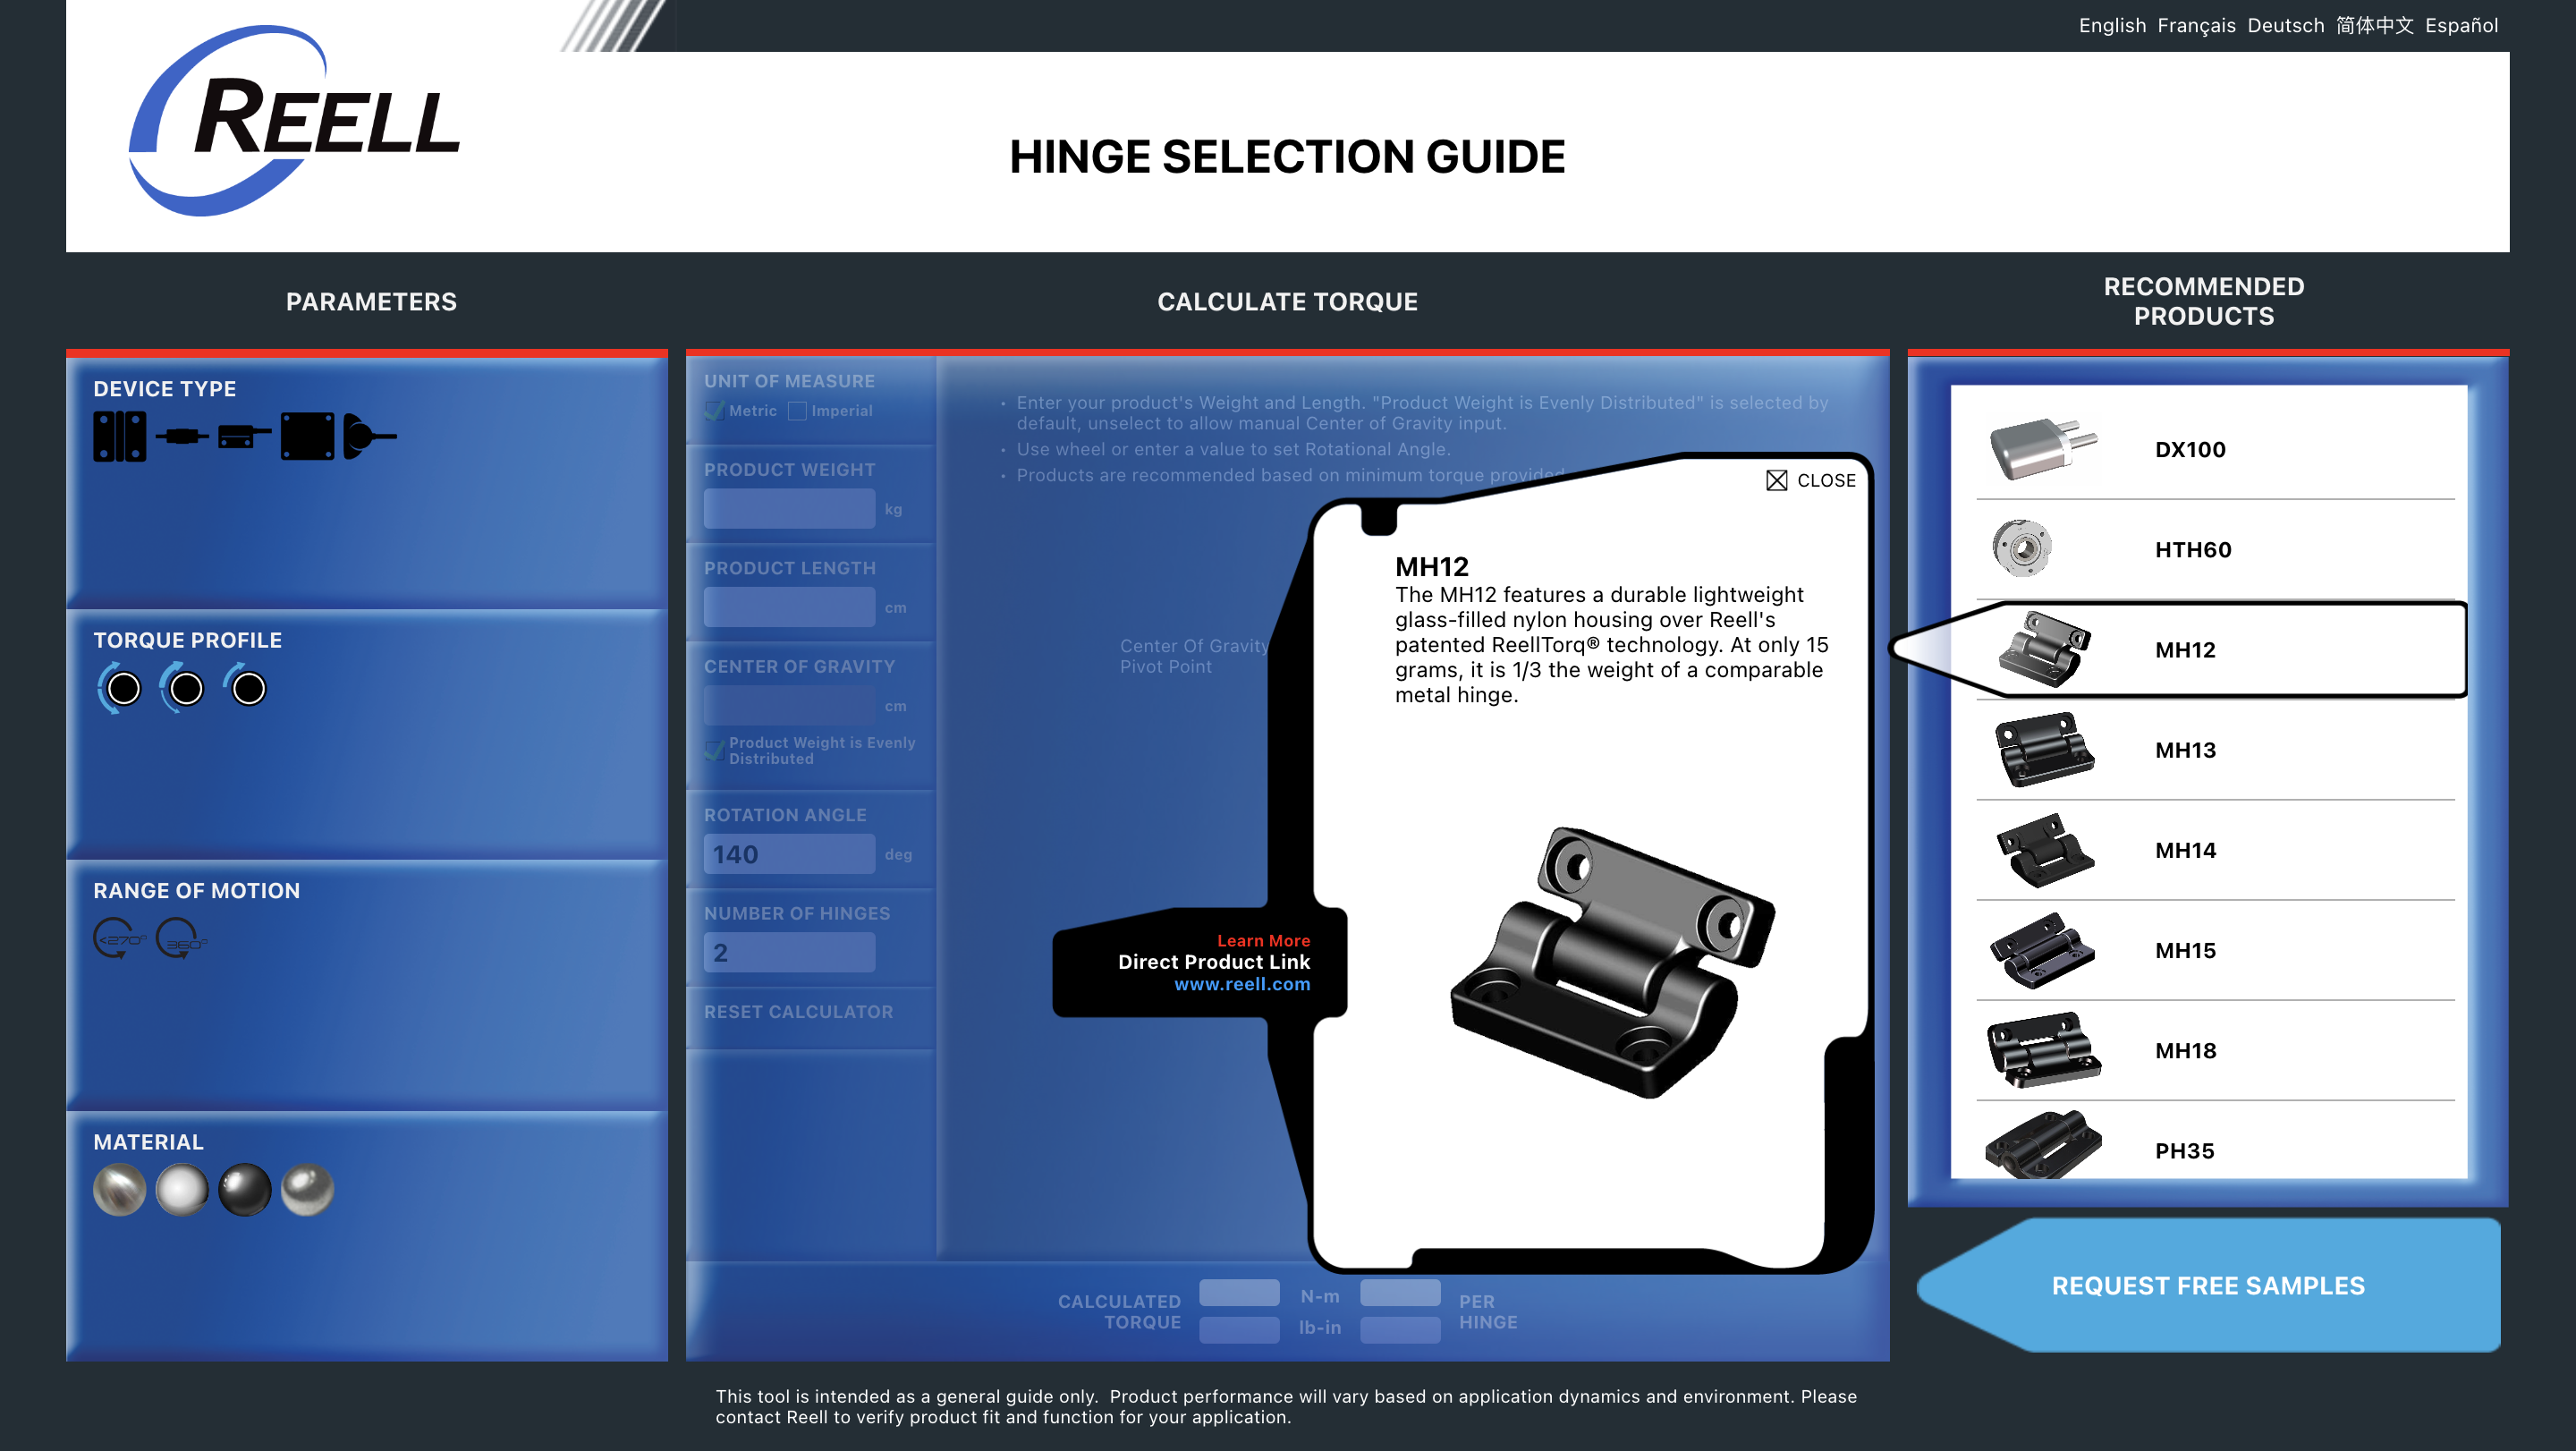 English Français Deutsch 简体中文 Español
REELL
HINGE SELECTION GUIDE
PARAMETERS
CALCULATE TORQUE
RECOMMENDED
PRODUCTS
DEVICE TYPE
TORQUE PROFILE
RANGE OF MOTION
<270°
360°
MATERIAL
UNIT OF MEASURE
Metric
Imperial
PRODUCT WEIGHT
kg
PRODUCT LENGTH
cm
CENTER OF GRAVITY
cm
Product Weight is Evenly
Distributed
ROTATION ANGLE
140
deg
NUMBER OF HINGES
2
RESET CALCULATOR
• Enter your product's Weight and Length. "Product Weight is Evenly Distributed" is selected by
default, unselect to allow manual Center of Gravity input.
• Use wheel or enter a value to set Rotational Angle.
• Products are recommended based on minimum torque provided
Center Of Gravity
Pivot Point
CLOSE
MH12
The MH12 features a durable lightweight
glass-filled nylon housing over Reell's
patented ReellTorq® technology. At only 15
grams, it is 1/3 the weight of a comparable
metal hinge.
Learn More
Direct Product Link
www.reell.com
CALCULATED
TORQUE
N-m
lb-in
PER
HINGE
DX100
HTH60
MH12
MH13
MH14
MH15
MH18
PH35
REQUEST FREE SAMPLES
This tool is intended as a general guide only.  Product performance will vary based on application dynamics and environment. Please
contact Reell to verify product fit and function for your application.